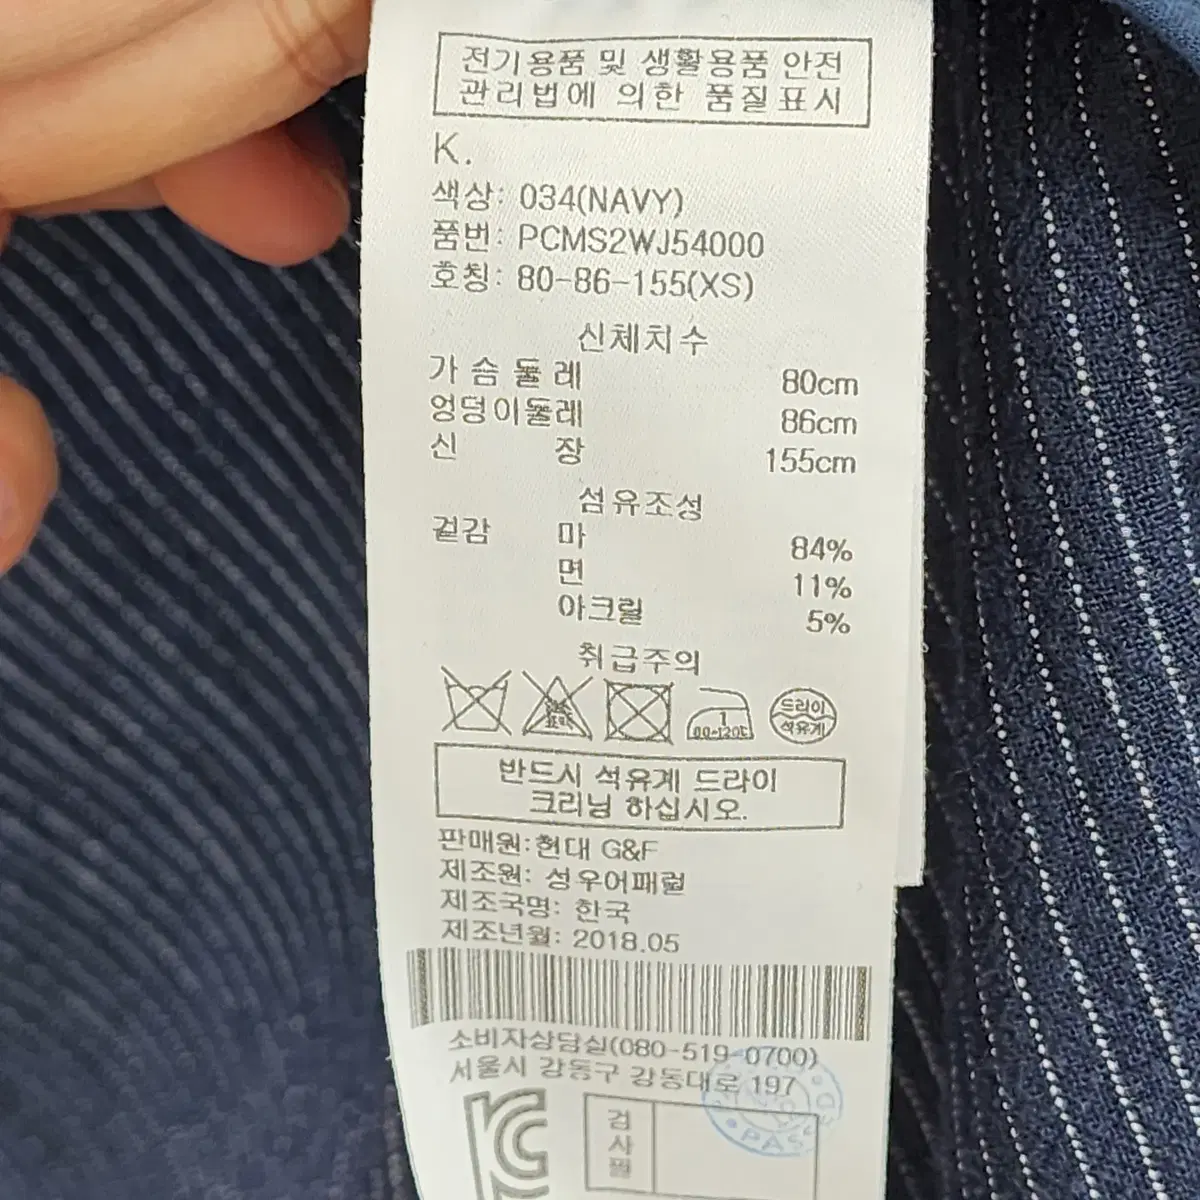 전기용품 및 생활용품 안전
관리법에 의한 품질표시
K.
색상: 034(NAVY)
품번: PCMS2WJ54000
호칭: 80-86-155(XS)
신체치수
가슴둘레 80cm
엉덩이둘레 86cm
신장 155cm
섬유조성
겉감 마 84%
면 11%
아크릴 5%
취급주의
드라이
석유계
반드시 석유계 드라이
크리닝 하십시오.
판매원:현대 G&F
제조원: 성우어패럴
제조국명: 한국
제조년월: 2018.05
소비자상담실(080-519-0700)
서울시 강동구 강동대로 197
검사필
PASS